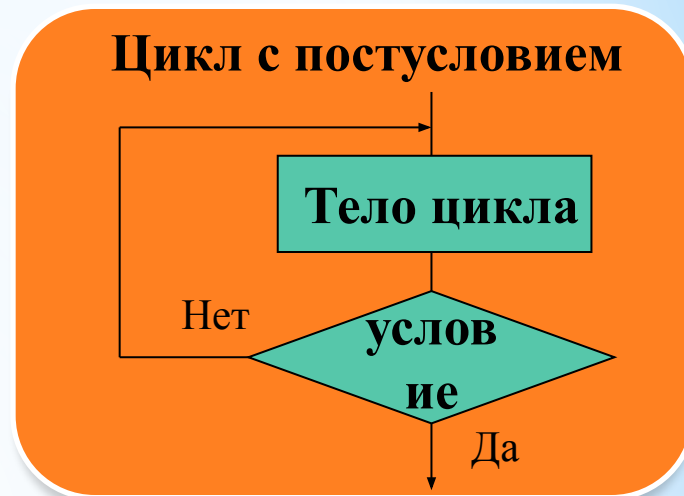 Цикл с постусловием
Тело цикла
Нет
услов
ие
Да